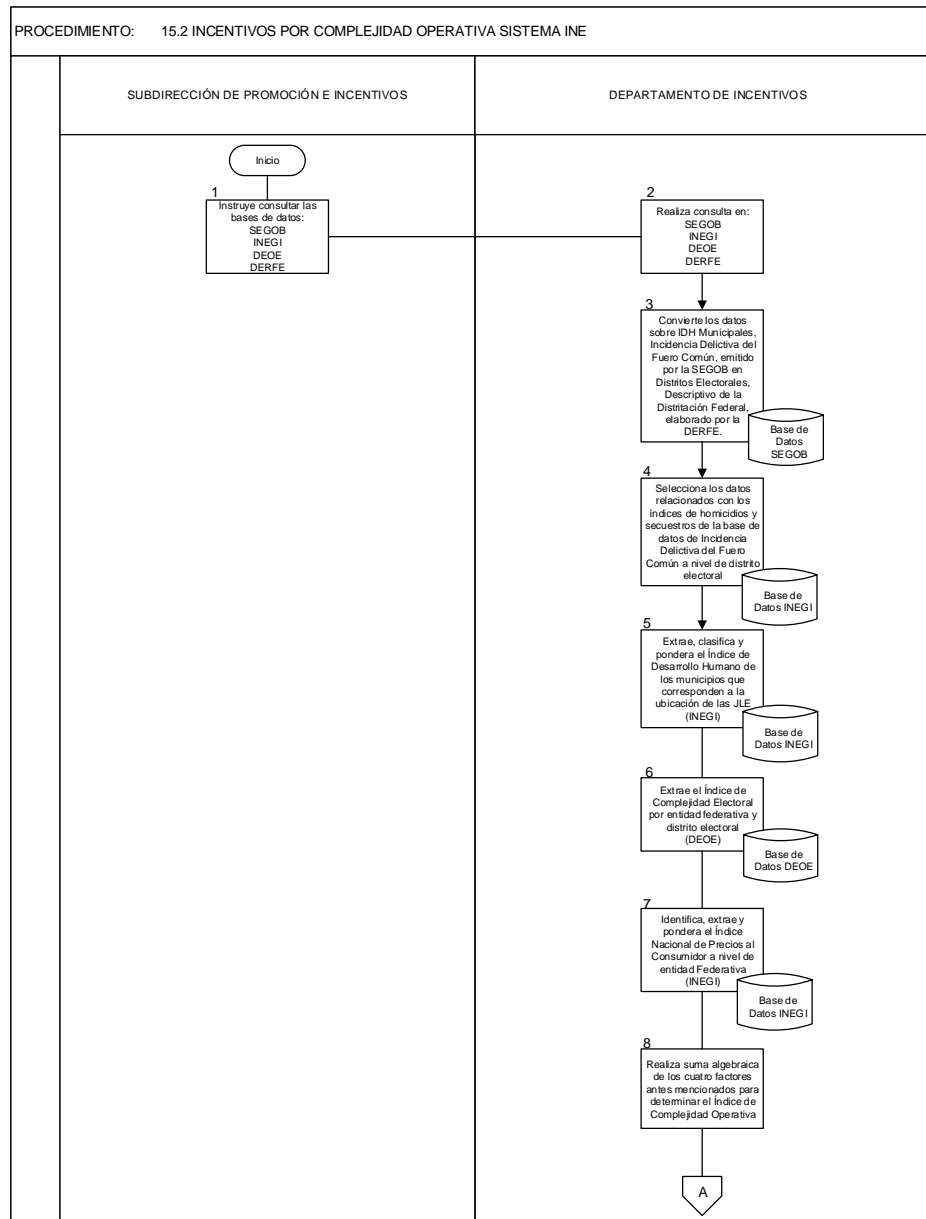 PROCEDIMIENTO: 15.2 INCENTIVOS POR COMPLEJIDAD OPERATIVA SISTEMA INE
SUBDIRECCIÓN DE PROMOCIÓN E INCENTIVOS
DEPARTAMENTO DE INCENTIVOS
Inicio
1
Instruye consultar las
bases de datos:
SEGOB
INEGI
DEOE
DERFE
2
Realiza consulta en:
SEGOB
INEGI
DEOE
DERFE
3
Convierte los datos
sobre IDH Municipales,
Incidencia Delictiva del
Fuero Común, emitido
por la SEGOB en
Distritos Electorales,
Descriptivo de la
Distritación Federal,
elaborado por la
DERFE.
Base de
Datos
SEGOB
4
Selecciona los datos
relacionados con los
índices de homicidios y
secuestros de la base de
datos de Incidencia
Delictiva del Fuero
Común a nivel de distrito
electoral
Base de
Datos INEGI
5
Extrae, clasifica y
pondera el Índice de
Desarrollo Humano de
los municipios que
corresponden a la
ubicación de las JLE
(INEGI)
Base de
Datos INEGI
6
Extrae el Índice de
Complejidad Electoral
por entidad federativa y
distrito electoral
(DEOE)
Base de
Datos DEOE
7
Identifica, extrae y
pondera el Índice
Nacional de Precios al
Consumidor a nivel de
entidad Federativa
(INEGI)
Base de
Datos INEGI
8
Realiza suma algebraica
de los cuatro factores
antes mencionados para
determinar el Índice de
Complejidad Operativa
A